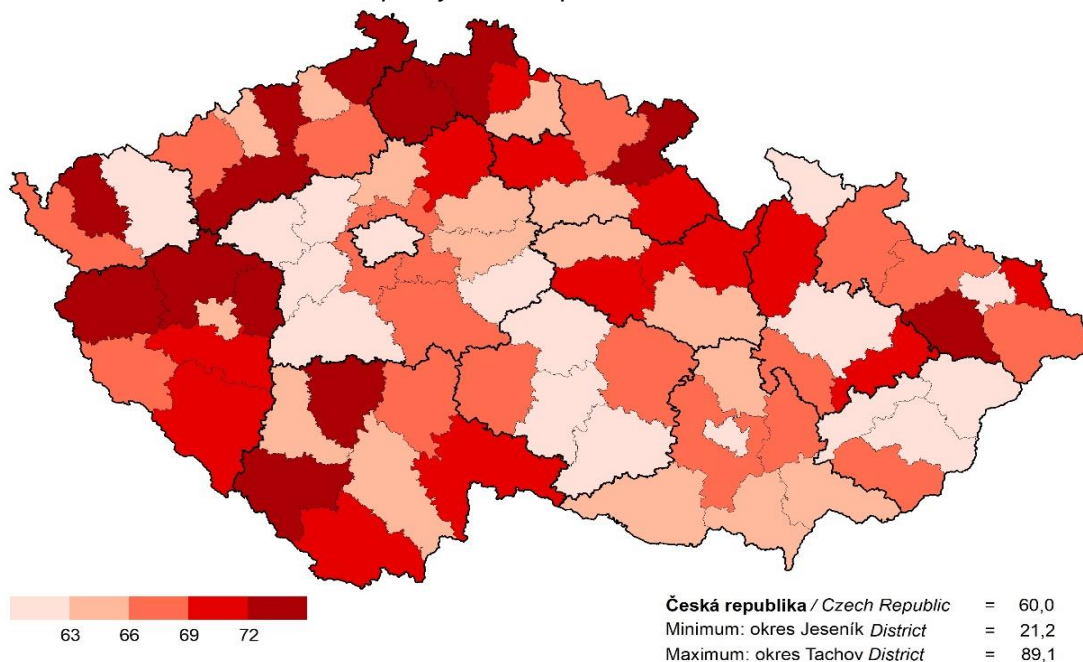 63 66 69 72
Česká republika / Czech Republic = 60,0
Minimum: okres Jeseník District = 21,2
Maximum: okres Tachov District = 89,1